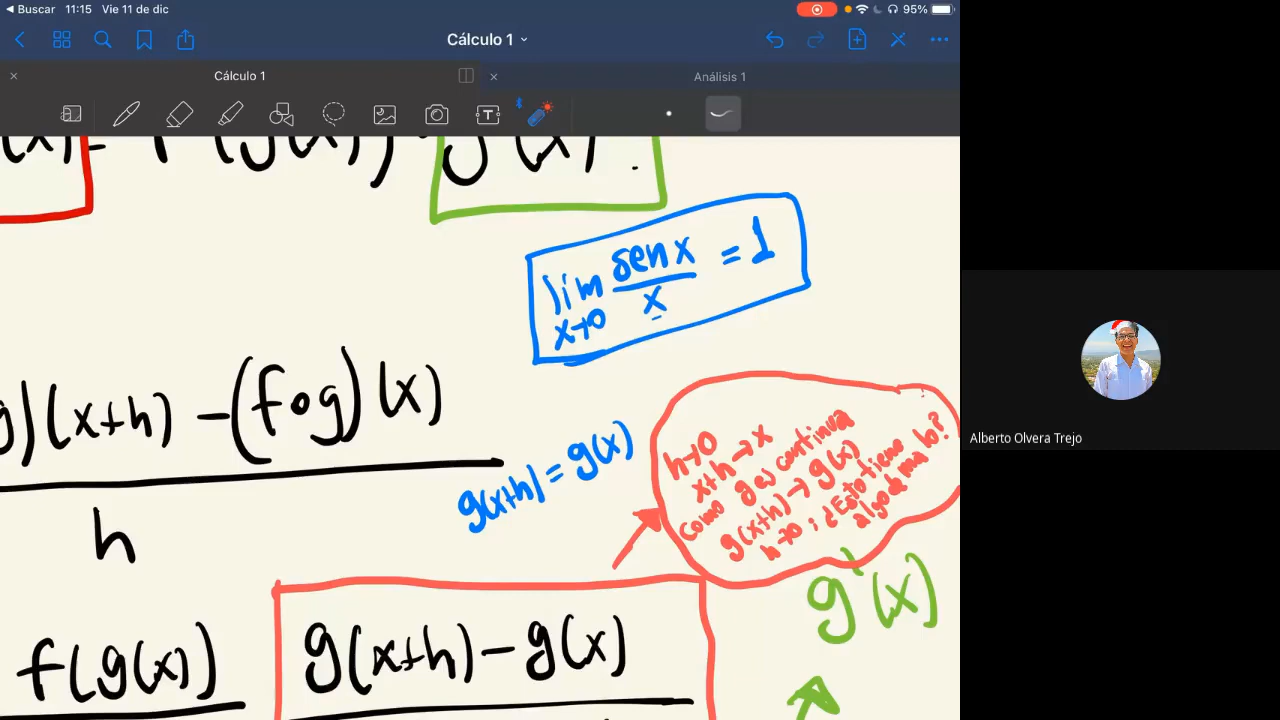 Buscar 11:15 Vie 11 de dic 95%
Cálculo 1
Cálculo 1
Análisis 1
T
(x) = f'(g(x)) · g'(x).
lim sen x / x = 1
x→0
g)(x+h) - (f∘g)(x)
h
g(x+h) = g(x)
h→0
x+h→x
como g es continua
g(x+h) → g(x)
h→0; ¿Esto tiene
algo de malo?
g'(x)
f(g(x))
g(x+h) - g(x)
Alberto Olvera Trejo